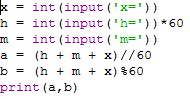 x = int(input('x='))
h = int(input('h='))*60
m = int(input('m='))
a = (h + m + x)//60
b = (h + m + x)%60
print(a,b)